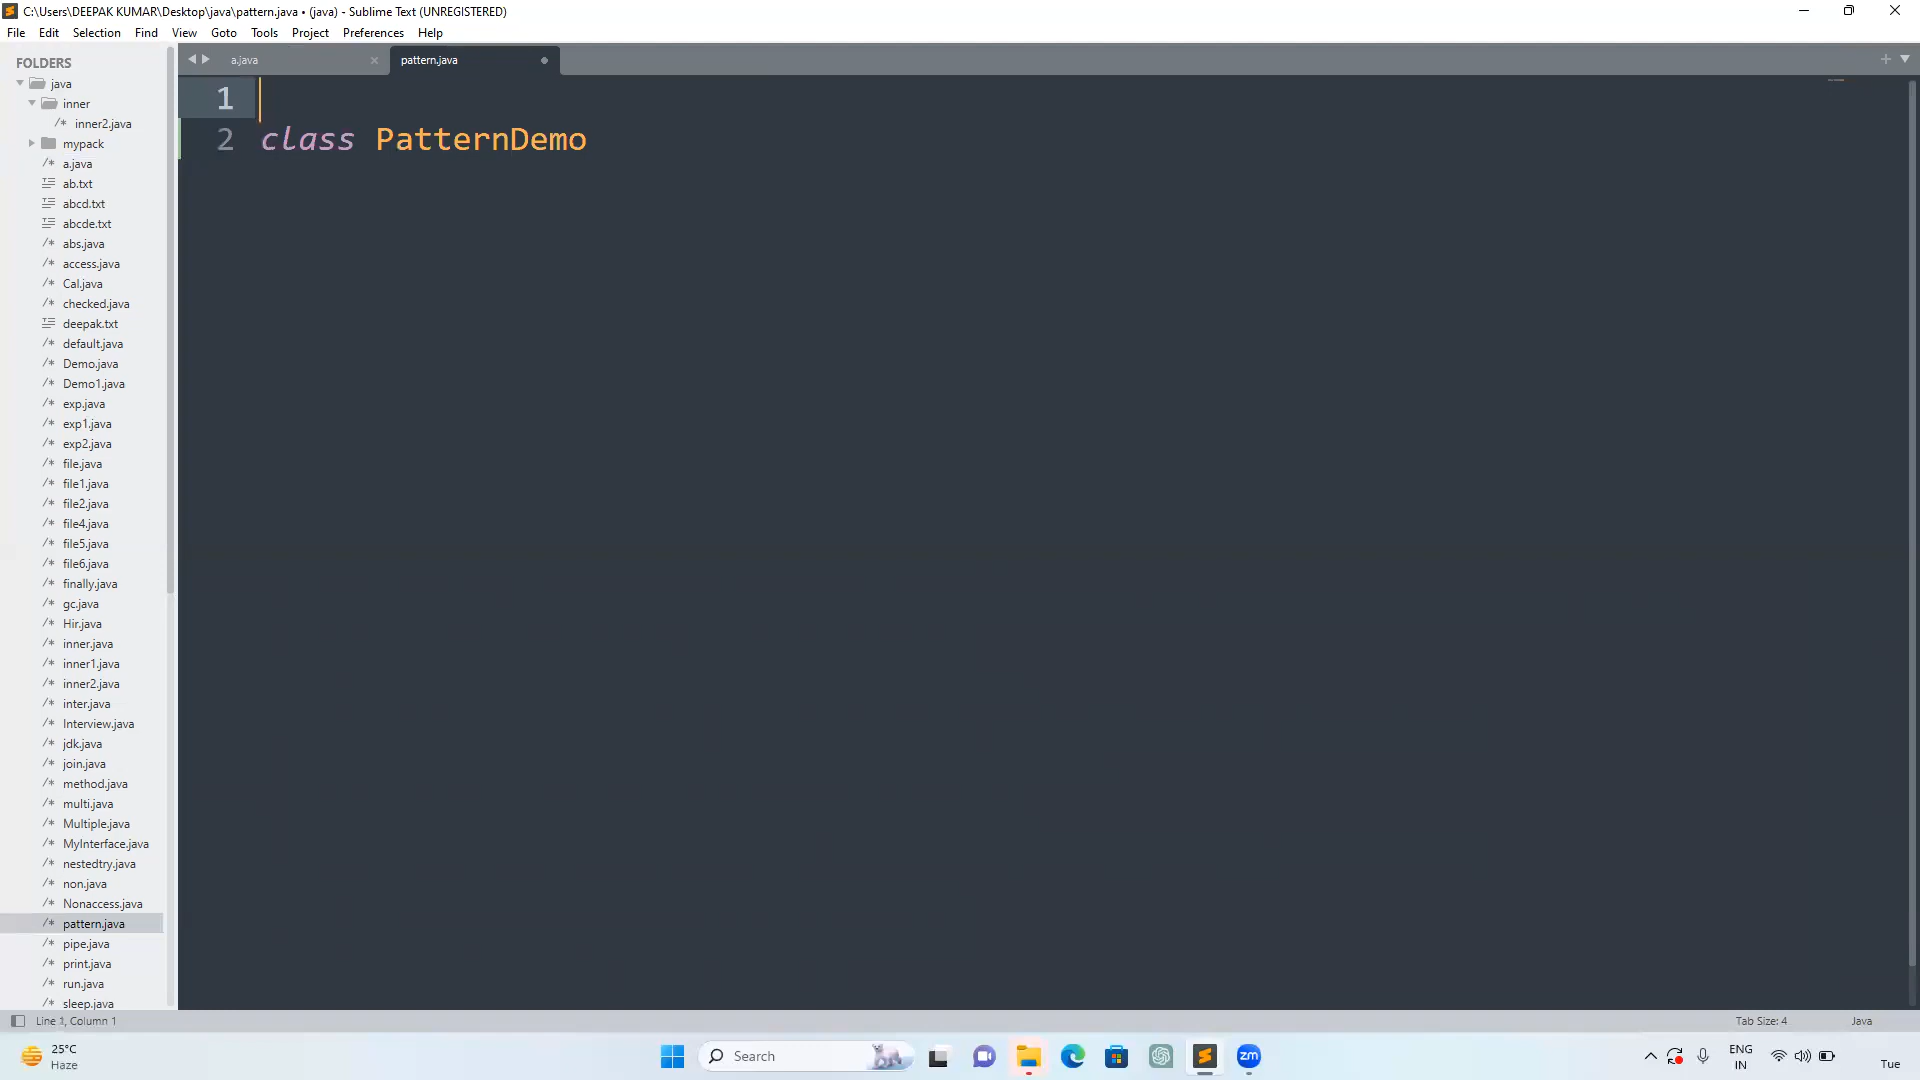 C:\Users\DEEPAK KUMAR\Desktop\java\pattern.java • (java) - Sublime Text (UNREGISTERED)
File Edit Selection Find View Goto Tools Project Preferences Help
FOLDERS
java
inner
inner2.java
mypack
a.java
ab.txt
abcd.txt
abcde.txt
abs.java
access.java
Cal.java
checked.java
deepak.txt
default.java
Demo.java
Demo1.java
exp.java
exp1.java
exp2.java
file.java
file1.java
file2.java
file4.java
file5.java
file6.java
finally.java
gc.java
Hir.java
inner.java
inner1.java
inner2.java
inter.java
Interview.java
jdk.java
join.java
method.java
multi.java
Multiple.java
MyInterface.java
nestedtry.java
non.java
Nonaccess.java
pattern.java
pipe.java
print.java
run.java
sleep.java
a.java pattern.java
1
2 class PatternDemo
Line 1, Column 1 Tab Size: 4 Java
25°C
Haze
Search
zm
ENG
IN
Tue